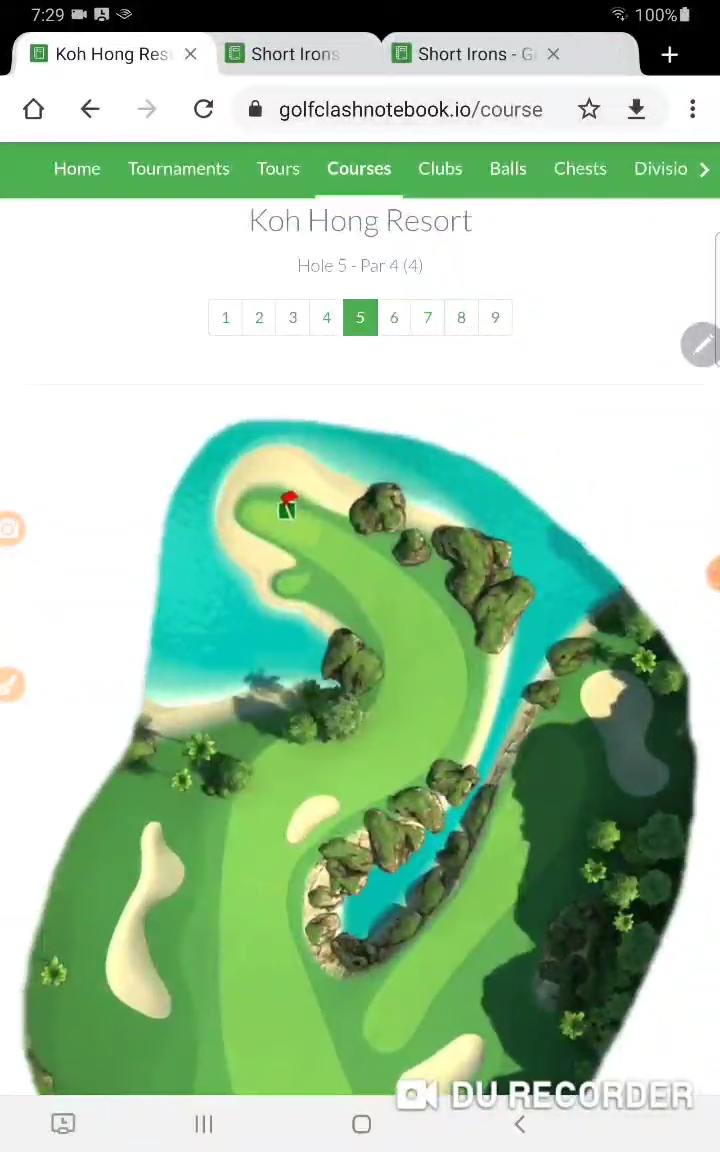 7:29 100%
Koh Hong Res Short Irons Short Irons - G
golfclashnotebook.io/course
Home Tournaments Tours Courses Clubs Balls Chests Divisio
Koh Hong Resort
Hole 5 - Par 4 (4)
1 2 3 4 5 6 7 8 9
DU RECORDER